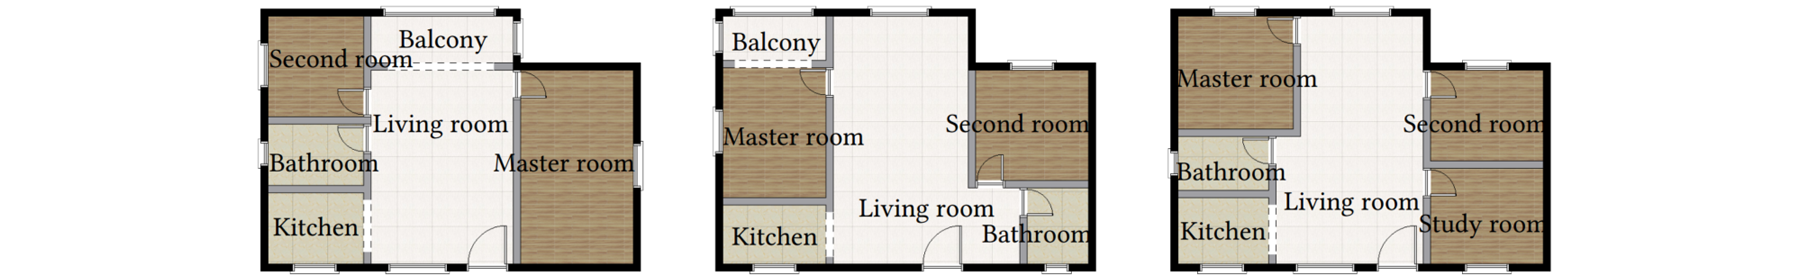 Balcony
Second room
Living room
Bathroom
Master room
Kitchen
Balcony
Master room
Second room
Living room
Kitchen
Bathroom
Master room
Second room
Bathroom
Living room
Study room
Kitchen